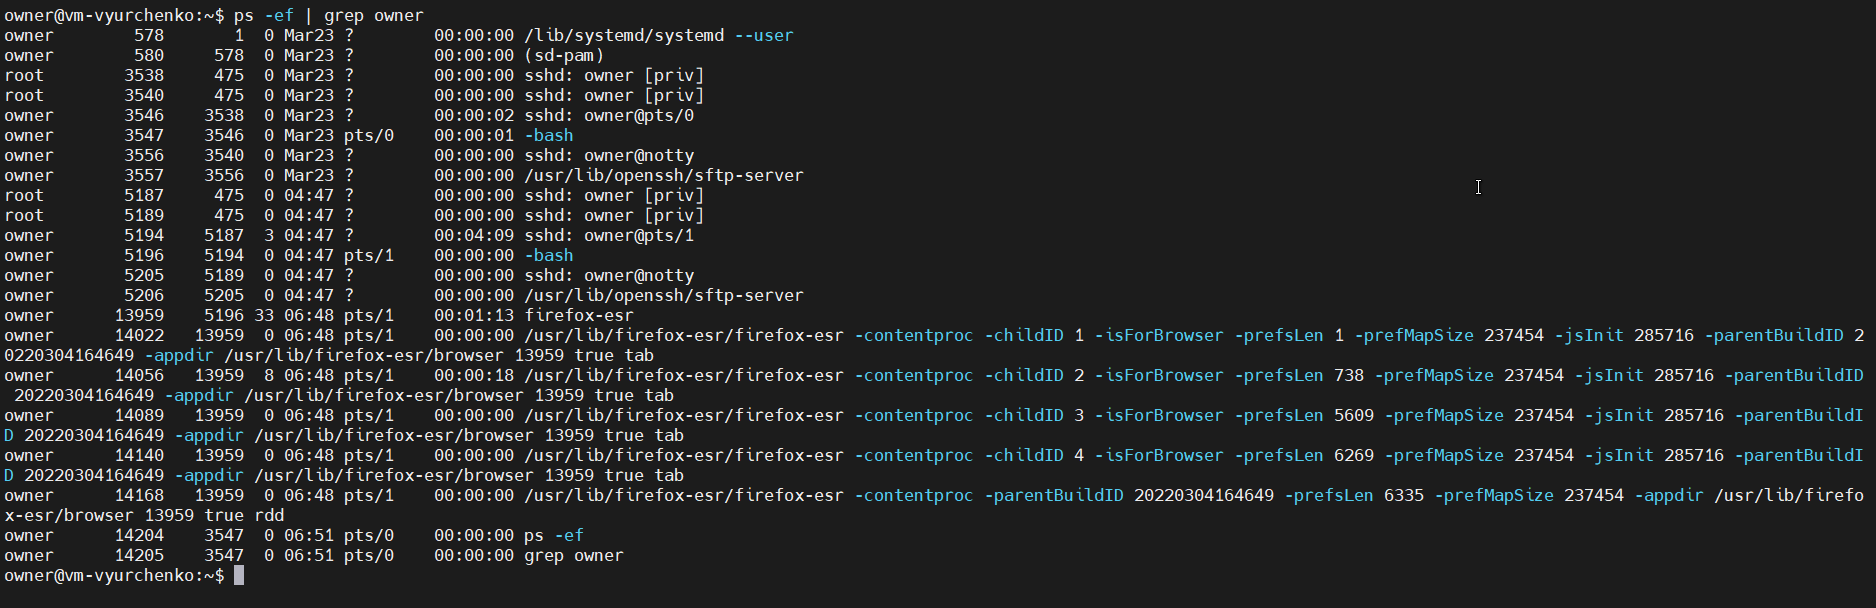 owner@vm-vyurchenko:~$ ps -ef | grep owner
owner        578       1  0 Mar23 ?        00:00:00 /lib/systemd/systemd --user
owner        580     578  0 Mar23 ?        00:00:00 (sd-pam)
root        3538     475  0 Mar23 ?        00:00:00 sshd: owner [priv]
root        3540     475  0 Mar23 ?        00:00:00 sshd: owner [priv]
owner       3546    3538  0 Mar23 ?        00:00:02 sshd: owner@pts/0
owner       3547    3546  0 Mar23 pts/0    00:00:01 -bash
owner       3556    3540  0 Mar23 ?        00:00:00 sshd: owner@notty
owner       3557    3556  0 Mar23 ?        00:00:00 /usr/lib/openssh/sftp-server
root        5187     475  0 04:47 ?        00:00:00 sshd: owner [priv]
root        5189     475  0 04:47 ?        00:00:00 sshd: owner [priv]
owner       5194    5187  3 04:47 ?        00:04:09 sshd: owner@pts/1
owner       5196    5194  0 04:47 pts/1    00:00:00 -bash
owner       5205    5189  0 04:47 ?        00:00:00 sshd: owner@notty
owner       5206    5205  0 04:47 ?        00:00:00 /usr/lib/openssh/sftp-server
owner      13959    5196 33 06:48 pts/1    00:01:13 firefox-esr
owner      14022   13959  0 06:48 pts/1    00:00:00 /usr/lib/firefox-esr/firefox-esr -contentproc -childID 1 -isForBrowser -prefsLen 1 -prefMapSize 237454 -jsInit 285716 -parentBuildID 2
0220304164649 -appdir /usr/lib/firefox-esr/browser 13959 true tab
owner      14056   13959  8 06:48 pts/1    00:00:18 /usr/lib/firefox-esr/firefox-esr -contentproc -childID 2 -isForBrowser -prefsLen 738 -prefMapSize 237454 -jsInit 285716 -parentBuildID
 20220304164649 -appdir /usr/lib/firefox-esr/browser 13959 true tab
owner      14089   13959  0 06:48 pts/1    00:00:00 /usr/lib/firefox-esr/firefox-esr -contentproc -childID 3 -isForBrowser -prefsLen 5609 -prefMapSize 237454 -jsInit 285716 -parentBuildI
D 20220304164649 -appdir /usr/lib/firefox-esr/browser 13959 true tab
owner      14140   13959  0 06:48 pts/1    00:00:00 /usr/lib/firefox-esr/firefox-esr -contentproc -childID 4 -isForBrowser -prefsLen 6269 -prefMapSize 237454 -jsInit 285716 -parentBuildI
D 20220304164649 -appdir /usr/lib/firefox-esr/browser 13959 true tab
owner      14168   13959  0 06:48 pts/1    00:00:00 /usr/lib/firefox-esr/firefox-esr -contentproc -parentBuildID 20220304164649 -prefsLen 6335 -prefMapSize 237454 -appdir /usr/lib/firefo
x-esr/browser 13959 true rdd
owner      14204    3547  0 06:51 pts/0    00:00:00 ps -ef
owner      14205    3547  0 06:51 pts/0    00:00:00 grep owner
owner@vm-vyurchenko:~$